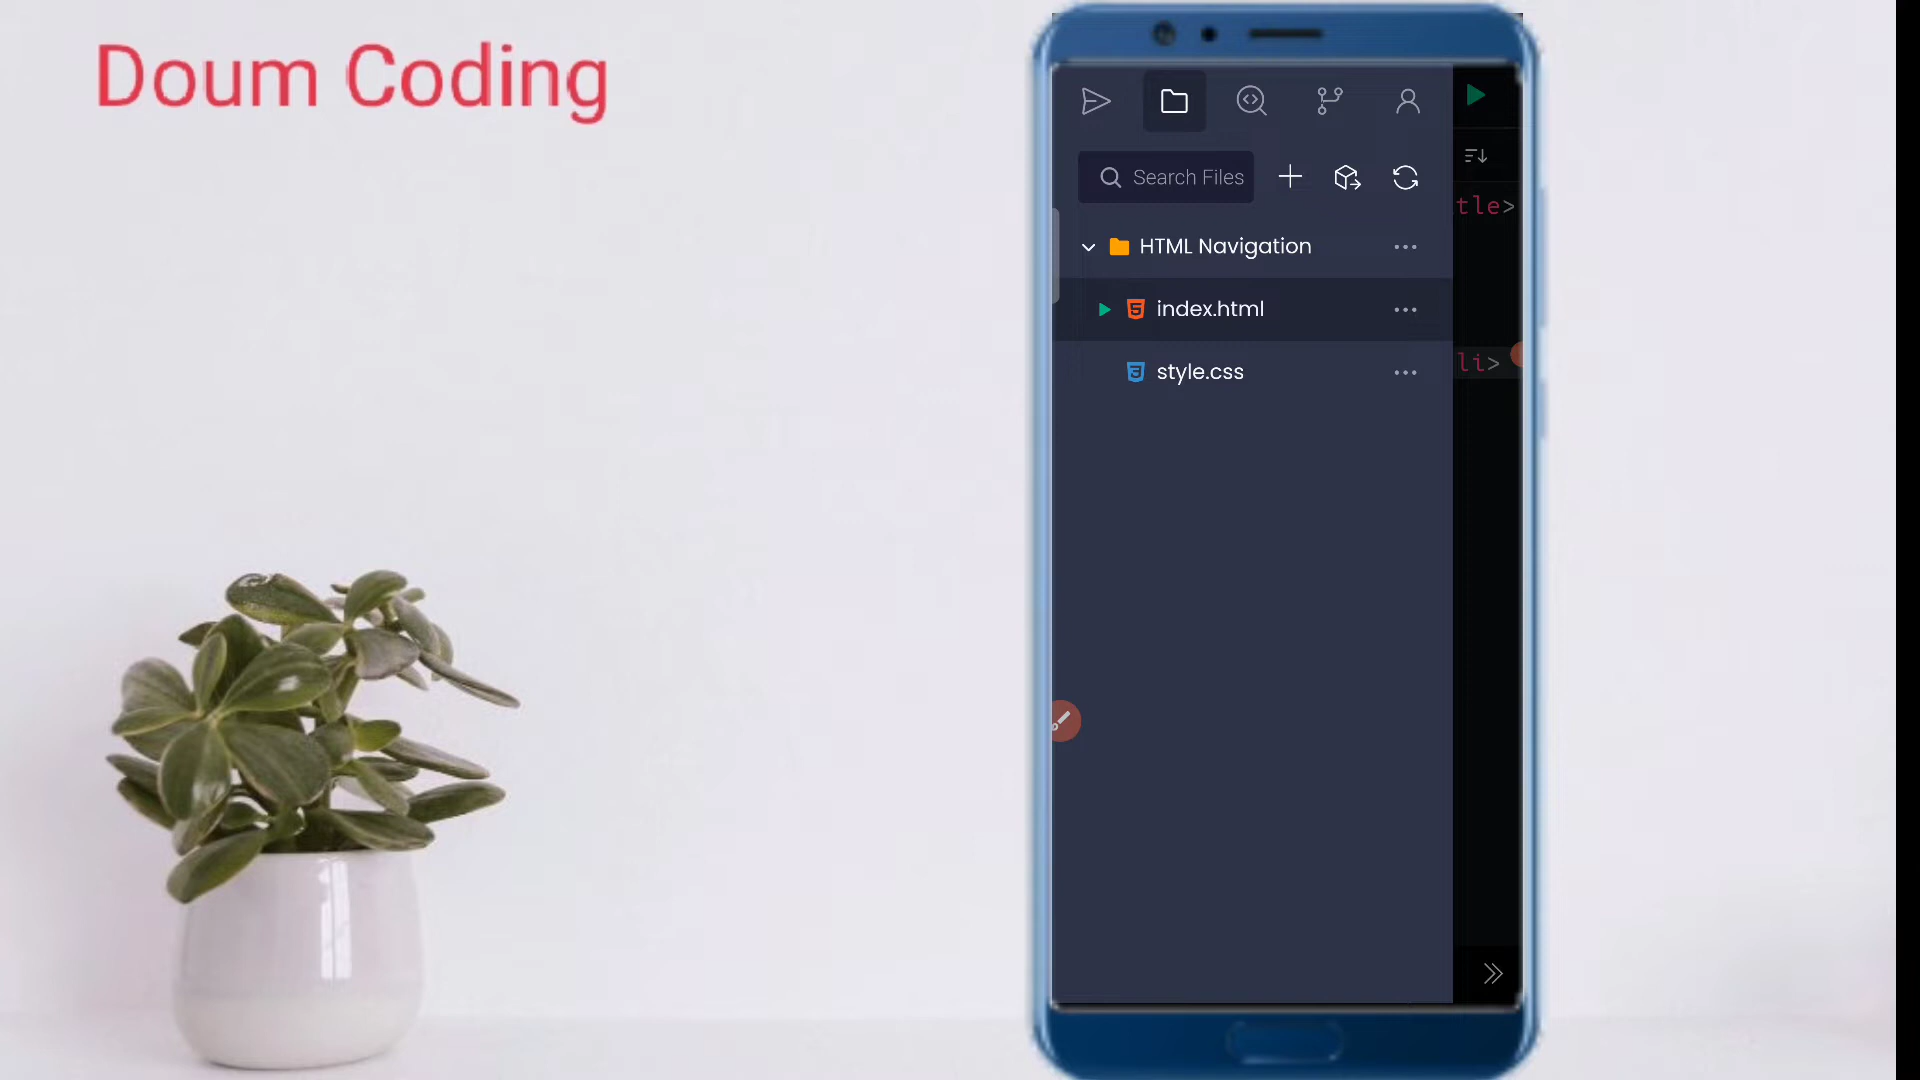 Doum Coding
Search Files
tle>
HTML Navigation
index.html
li>
style.css